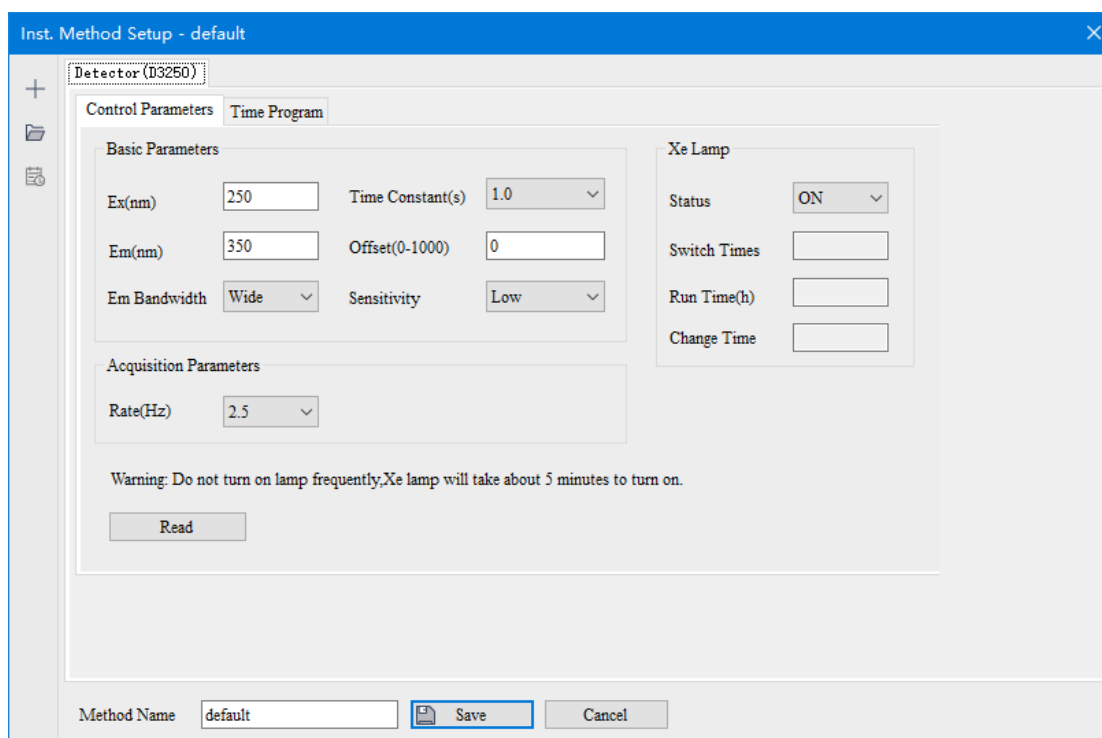 Inst. Method Setup - default
Detector(D3250)
Control Parameters Time Program
Basic Parameters
Ex(nm) 250 Time Constant(s) 1.0
Em(nm) 350 Offset(0-1000) 0
Em Bandwidth Wide Sensitivity Low
Xe Lamp
Status ON
Switch Times
Run Time(h)
Change Time
Acquisition Parameters
Rate(Hz) 2.5
Warning: Do not turn on lamp frequently,Xe lamp will take about 5 minutes to turn on.
Read
Method Name default Save Cancel